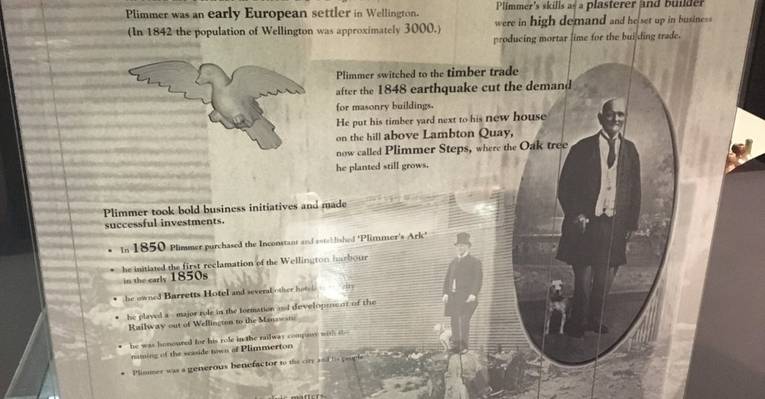 Plimmer was an early European settler in Wellington.
(In 1842 the population of Wellington was approximately 3000.)
Plimmer's skills as a plasterer and builder
were in high demand and he set up in business
producing mortar lime for the building trade.
Plimmer switched to the timber trade
after the 1848 earthquake cut the demand
for masonry buildings.
He put his timber yard next to his new house
on the hill above Lambton Quay,
now called Plimmer Steps, where the Oak tree
he planted still grows.
Plimmer took bold business initiatives and made
successful investments.
• In 1850 Plimmer purchased the Inconstant and established 'Plimmer's Ark'
• he initiated the first reclamation of the Wellington harbour
in the early 1850s
• he owned Barretts Hotel and several other hotels in the city
• he played a major role in the formation and development of the
Railway out of Wellington to the Manawatu
• he was honoured for his role in the railway company with the
naming of the seaside town of Plimmerton
• Plimmer was a generous benefactor to the city and its people
matters.